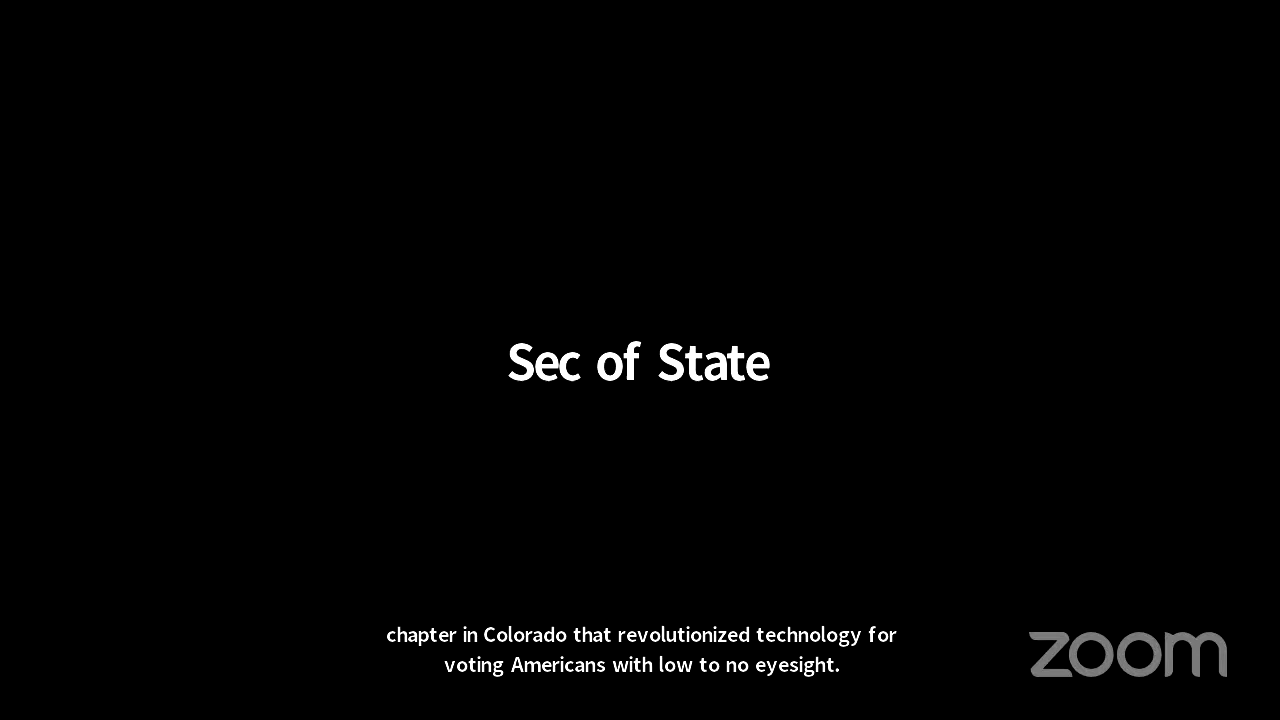 Sec of State
chapter in Colorado that revolutionized technology for
voting Americans with low to no eyesight.
zoom